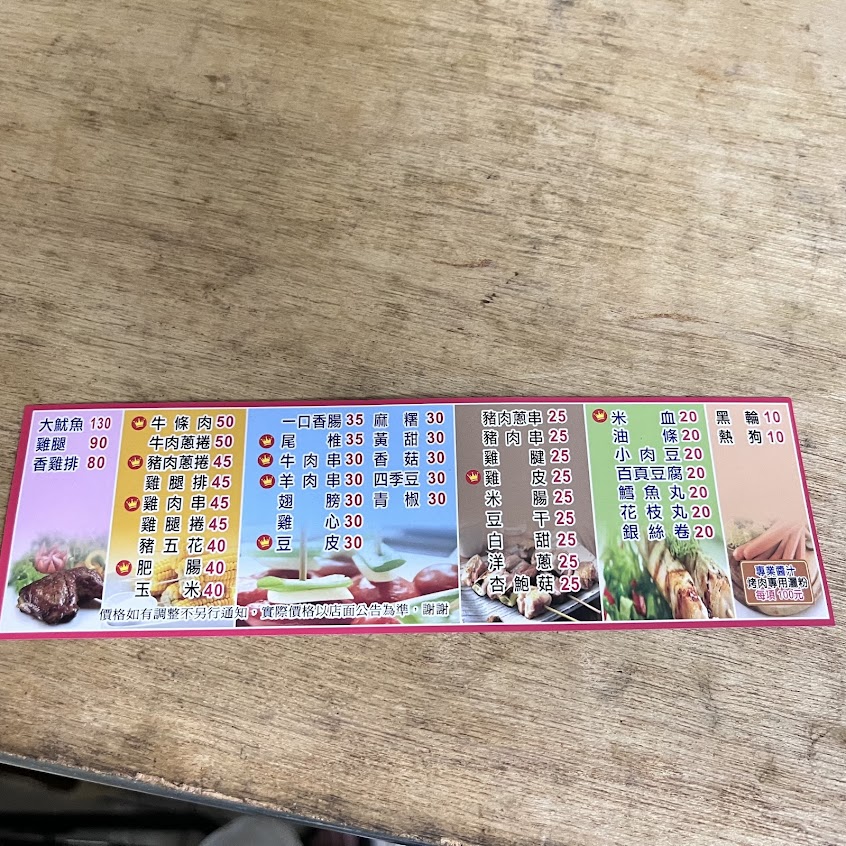 大魷魚 130
雞腿 90
香雞排 80
牛條肉 50
牛肉蔥捲 50
豬肉蔥捲 45
雞腿排 45
雞肉串 45
雞腿捲 45
豬五花 40
肥腸 40
玉米 40
一口香腸 35
尾椎 35
牛肉串 30
羊肉串 30
翅膀 30
雞心 30
豆皮 30
麻糬 30
黃甜 30
香菇 30
四季豆 30
青椒 30
豬肉蔥串 25
豬肉串 25
雞腱 25
雞皮 25
米腸 25
豆干 25
白甜 25
洋蔥 25
杏鮑菇 25
米血 20
油條 20
小肉豆 20
百頁豆腐 20
鱈魚丸 20
花枝丸 20
銀絲卷 20
黑輪 10
熱狗 10
專業醬汁
烤肉專用灑粉
每項 100元
價格如有調整不另行通知，實際價格以店面公告為準，謝謝